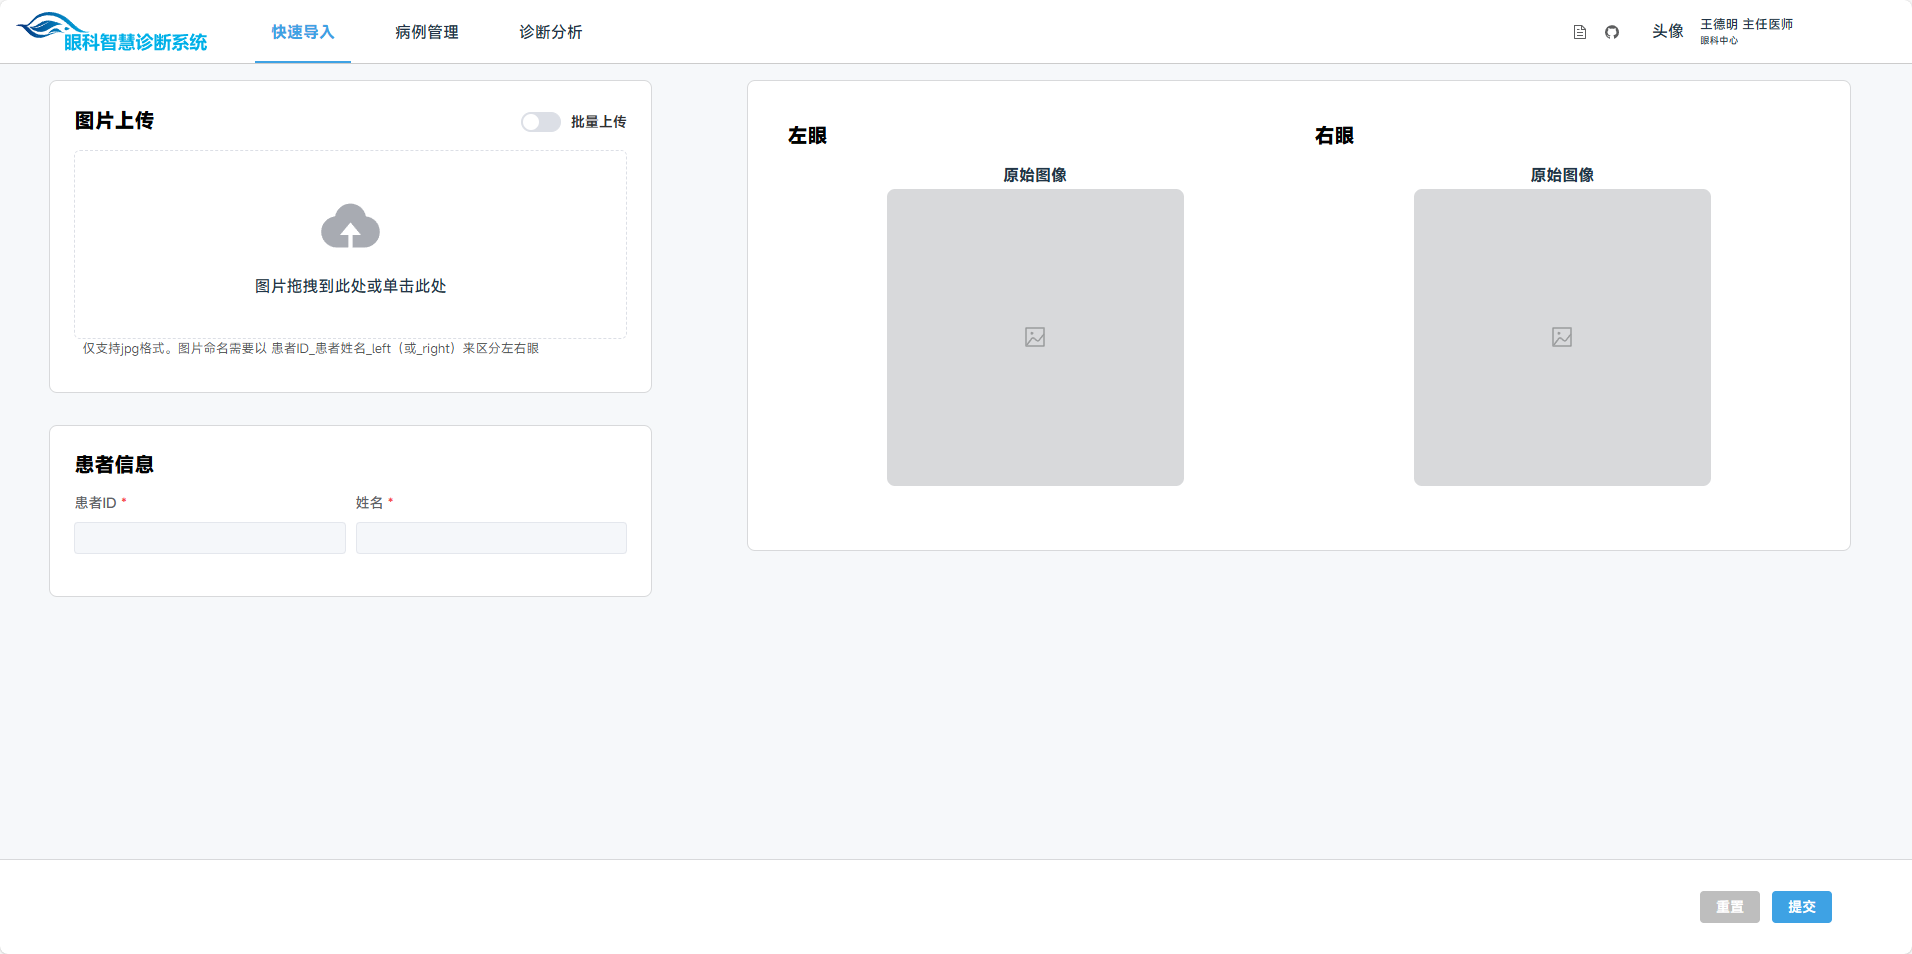 眼科智慧诊断系统
快速导入
病例管理
诊断分析
头像
王德明 主任医师
眼科中心
图片上传
批量上传
图片拖拽到此处或单击此处
仅支持jpg格式。图片命名需要以 患者ID_患者姓名_left（或_right）来区分左右眼
患者信息
患者ID *
姓名 *
左眼
原始图像
右眼
原始图像
重置
提交